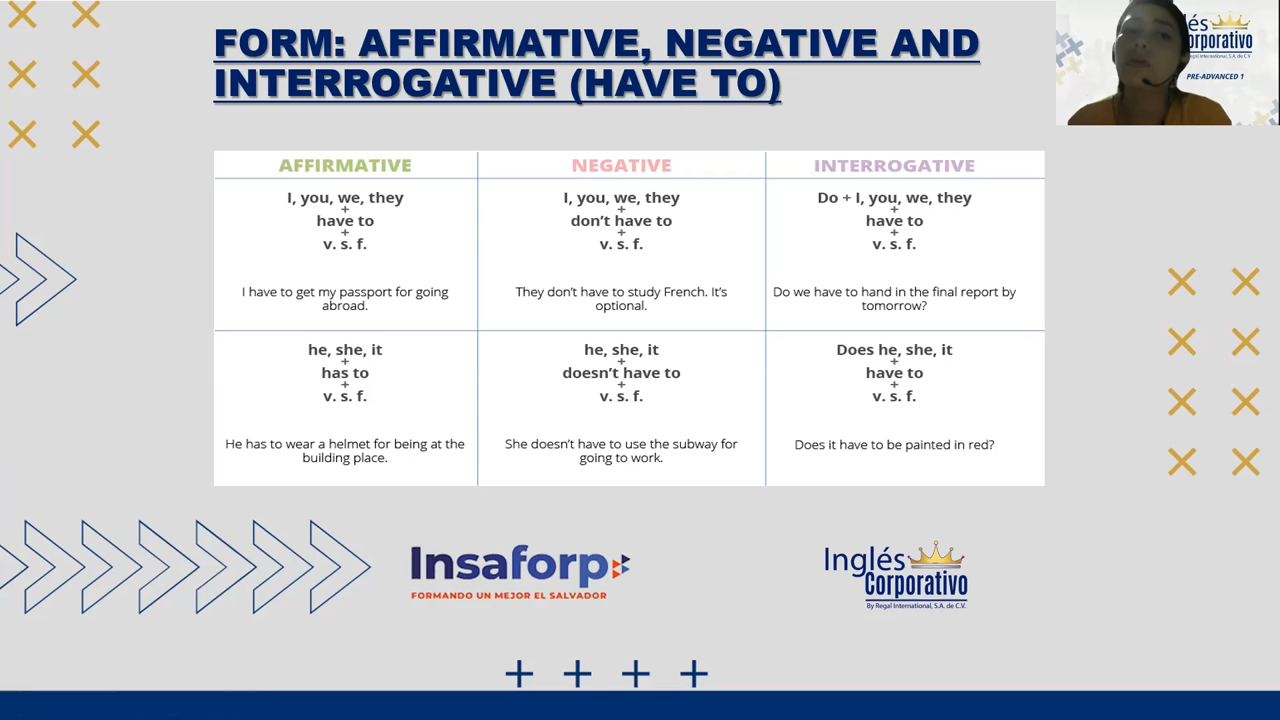 FORM: AFFIRMATIVE, NEGATIVE AND
INTERROGATIVE (HAVE TO)
lés
orporativo
Regal International, S.A. de C.V.
PRE-ADVANCED 1
AFFIRMATIVE
NEGATIVE
INTERROGATIVE
I, you, we, they
+
have to
+
v. s. f.
I have to get my passport for going
abroad.
I, you, we, they
+
don't have to
+
v. s. f.
They don't have to study French. It's
optional.
Do + I, you, we, they
+
have to
+
v. s. f.
Do we have to hand in the final report by
tomorrow?
he, she, it
+
has to
+
v. s. f.
He has to wear a helmet for being at the
building place.
he, she, it
+
doesn't have to
+
v. s. f.
She doesn't have to use the subway for
going to work.
Does he, she, it
+
have to
+
v. s. f.
Does it have to be painted in red?
Insaforp
FORMANDO UN MEJOR EL SALVADOR
Inglés
Corporativo
By Regal International, S.A. de C.V.